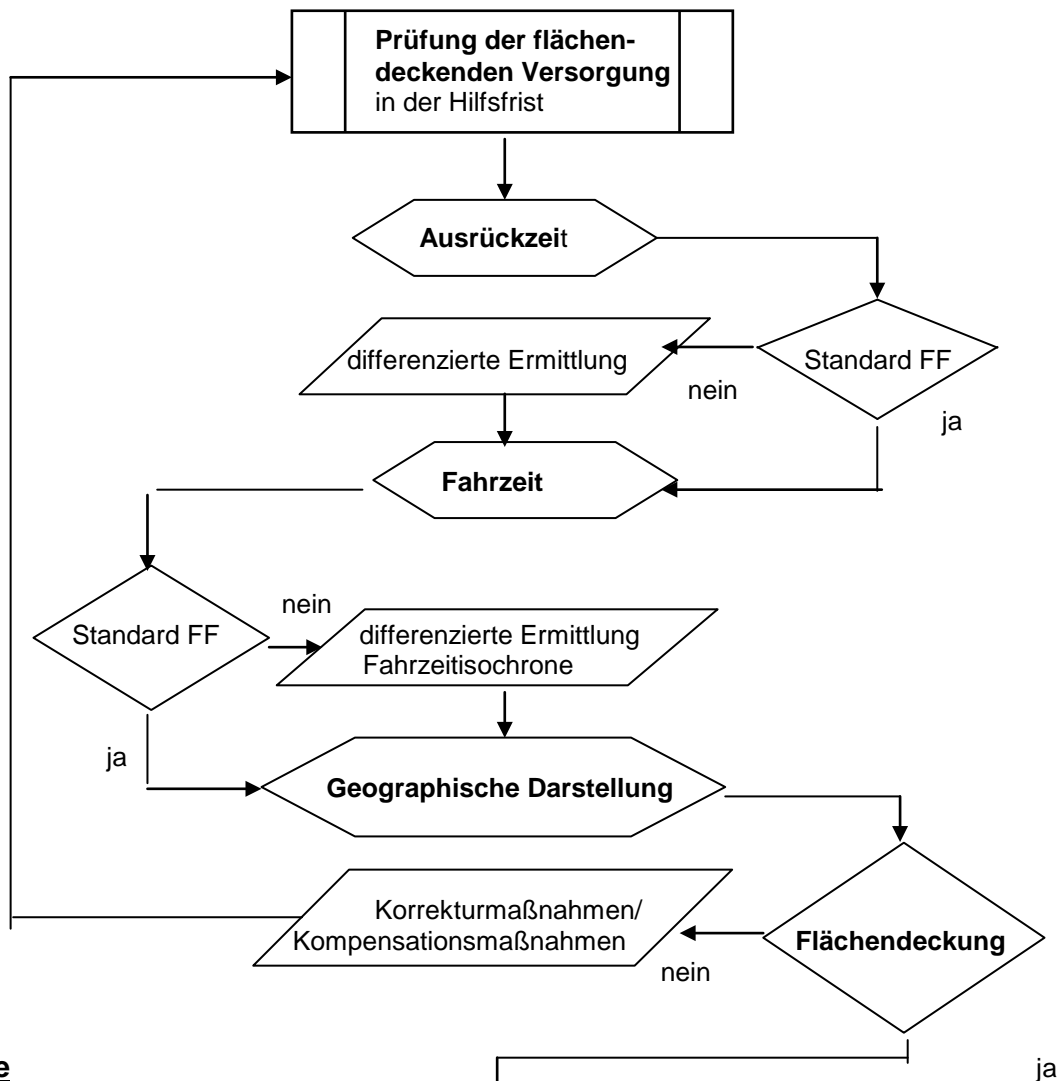 Prüfung der flächen-
deckenden Versorgung
in der Hilfsfrist
Ausrückzeit
Standard FF
differenzierte Ermittlung
nein
ja
Fahrzeit
Standard FF
nein
differenzierte Ermittlung
Fahrzeitisochrone
ja
Geographische Darstellung
Korrekturmaßnahmen/
Kompensationsmaßnahmen
Flächendeckung
nein
e
ja